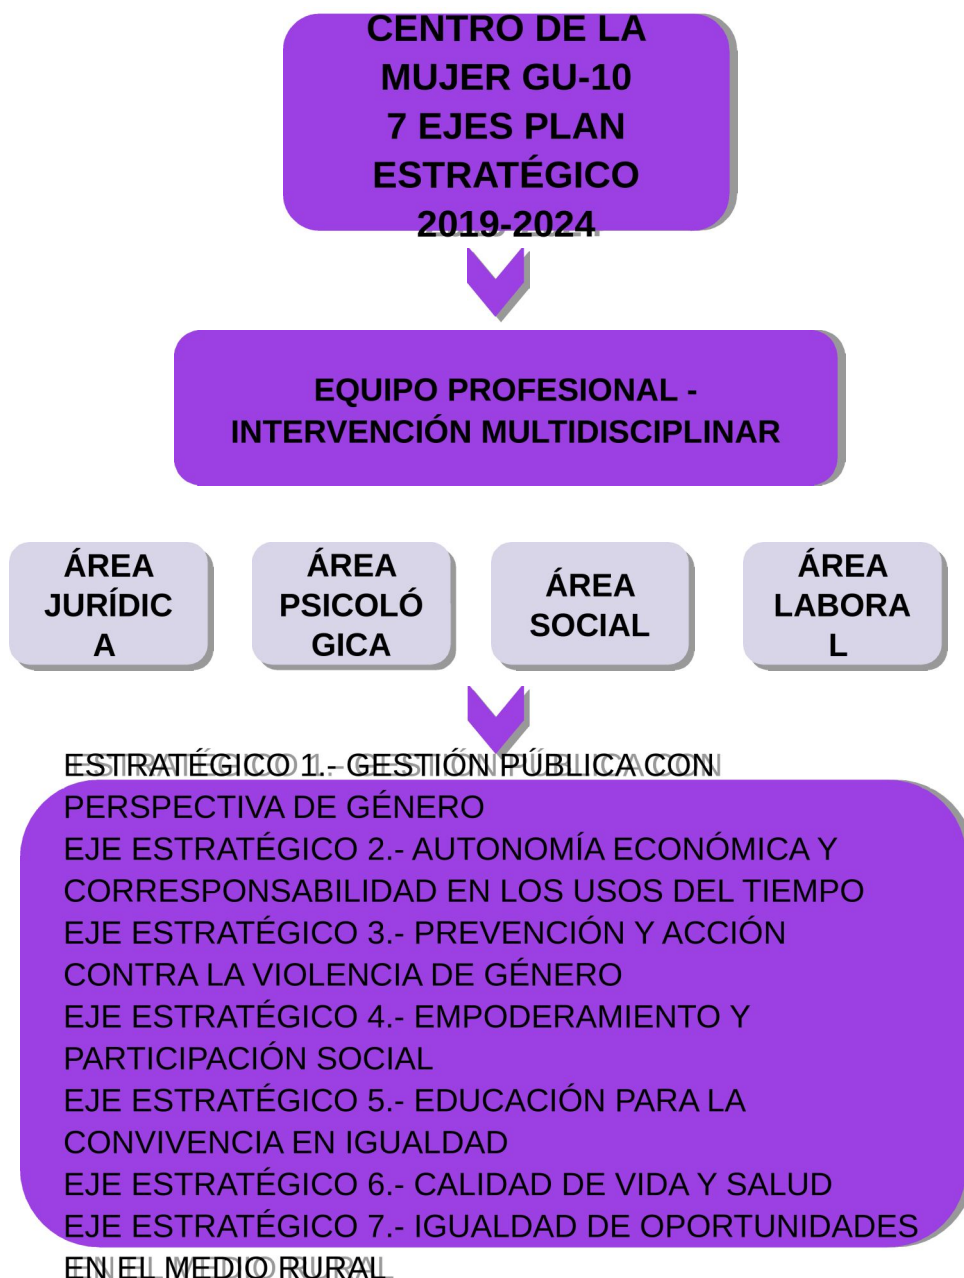 CENTRO DE LA
MUJER GU-10
7 EJES PLAN
ESTRATÉGICO
2019-2024
EQUIPO PROFESIONAL -
INTERVENCIÓN MULTIDISCIPLINAR
ÁREA
JURÍDIC
A
ÁREA
PSICOLÓ
GICA
ÁREA
SOCIAL
ÁREA
LABORA
L
ESTRATÉGICO 1.- GESTIÓN PÚBLICA CON
PERSPECTIVA DE GÉNERO
EJE ESTRATÉGICO 2.- AUTONOMÍA ECONÓMICA Y
CORRESPONSABILIDAD EN LOS USOS DEL TIEMPO
EJE ESTRATÉGICO 3.- PREVENCIÓN Y ACCIÓN
CONTRA LA VIOLENCIA DE GÉNERO
EJE ESTRATÉGICO 4.- EMPODERAMIENTO Y
PARTICIPACIÓN SOCIAL
EJE ESTRATÉGICO 5.- EDUCACIÓN PARA LA
CONVIVENCIA EN IGUALDAD
EJE ESTRATÉGICO 6.- CALIDAD DE VIDA Y SALUD
EJE ESTRATÉGICO 7.- IGUALDAD DE OPORTUNIDADES
EN EL MEDIO RURAL